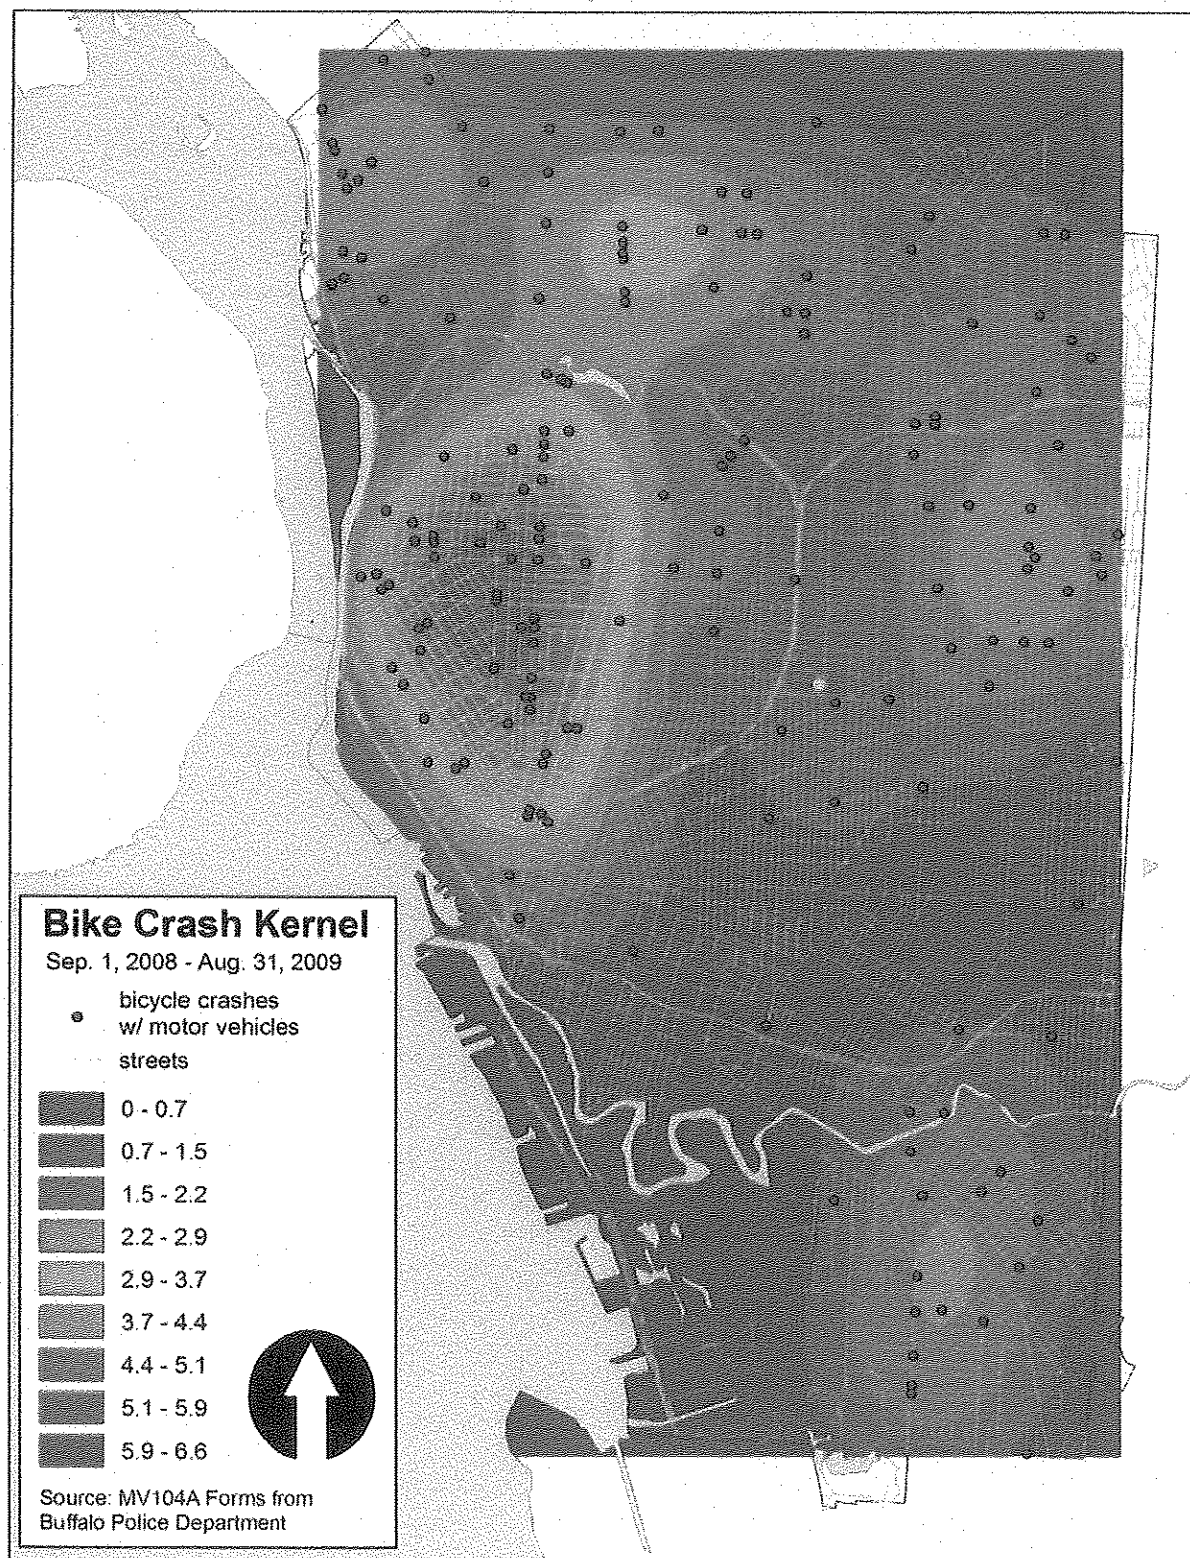 Bike Crash Kernel
Sep. 1, 2008 - Aug. 31, 2009
bicycle crashes
w/ motor vehicles
streets
0 - 0.7
0.7 - 1.5
1.5 - 2.2
2.2 - 2.9
2.9 - 3.7
3.7 - 4.4
4.4 - 5.1
5.1 - 5.9
5.9 - 6.6
Source: MV104A Forms from
Buffalo Police Department